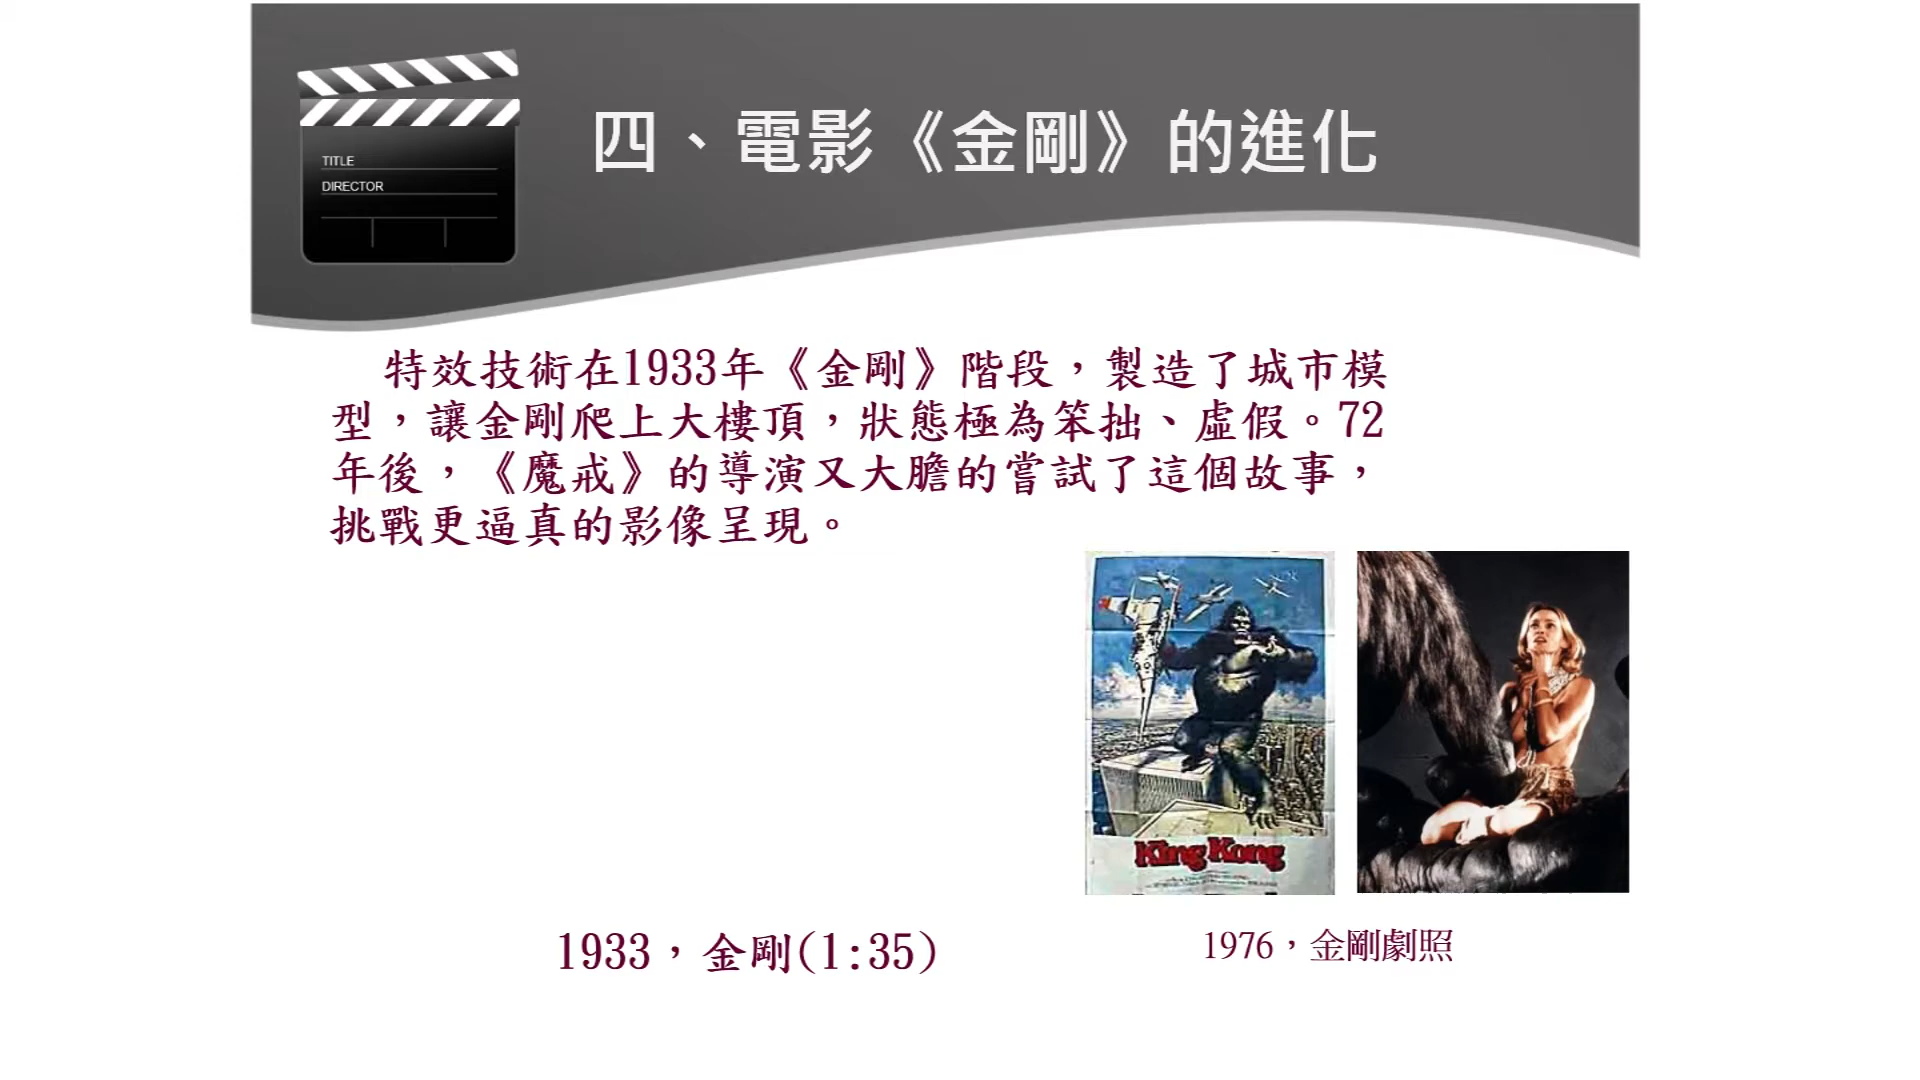 四、電影《金剛》的進化
TITLE
DIRECTOR
特效技術在1933年《金剛》階段，製造了城市模
型，讓金剛爬上大樓頂，狀態極為笨拙、虛假。72
年後，《魔戒》的導演又大膽的嘗試了這個故事，
挑戰更逼真的影像呈現。
King Kong
1933，金剛(1:35)
1976，金剛劇照